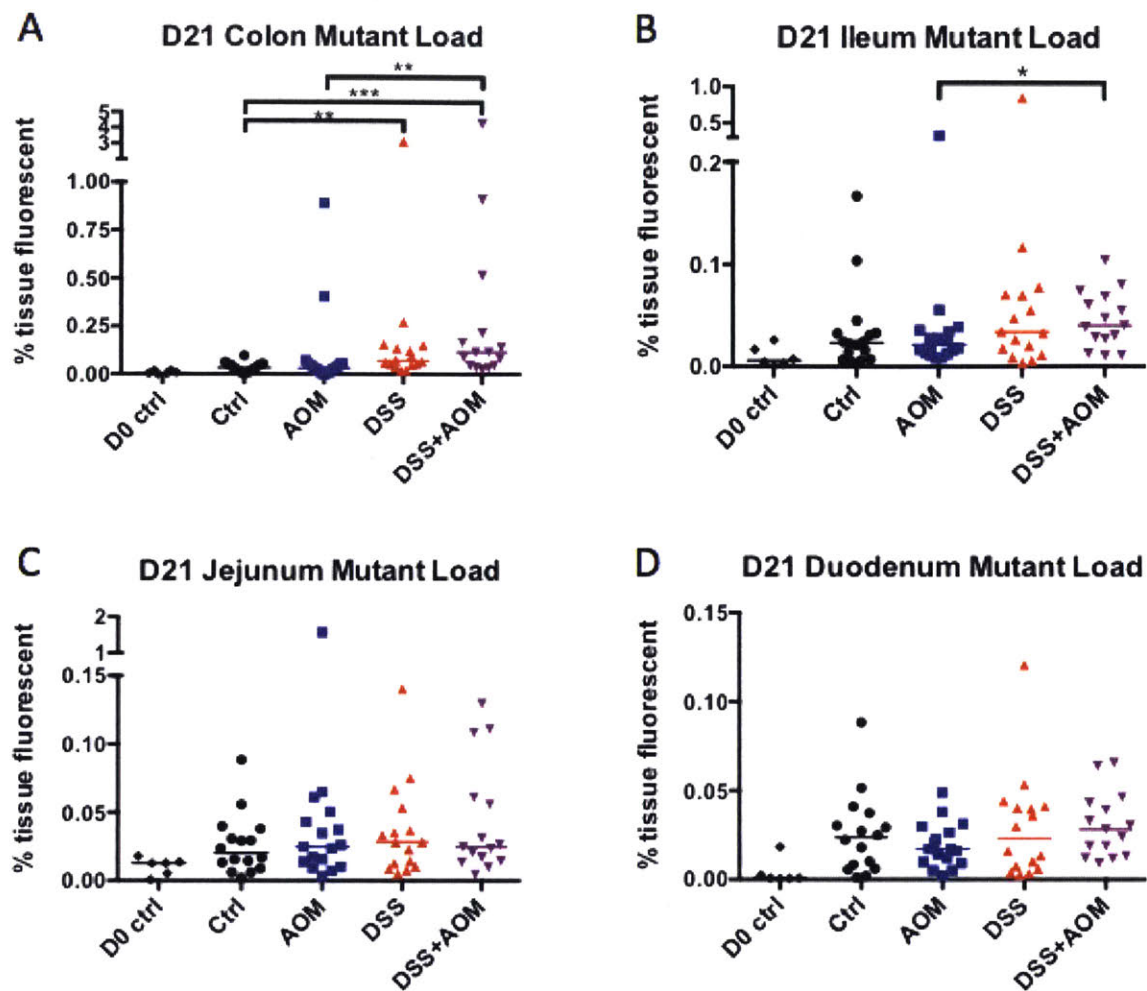 A
D21 Colon Mutant Load
**
***
**
% tissue fluorescent
5
4
3
1.00
0.75
0.50
0.25
0.00
D0 ctrl
Ctrl
AOM
DSS
DSS+AOM
B
D21 Ileum Mutant Load
*
% tissue fluorescent
1.0
0.5
0.2
0.1
0.0
D0 ctrl
Ctrl
AOM
DSS
DSS+AOM
C
D21 Jejunum Mutant Load
% tissue fluorescent
2
1
0.15
0.10
0.05
0.00
D0 ctrl
Ctrl
AOM
DSS
DSS+AOM
D
D21 Duodenum Mutant Load
% tissue fluorescent
0.15
0.10
0.05
0.00
D0 ctrl
Ctrl
AOM
DSS
DSS+AOM